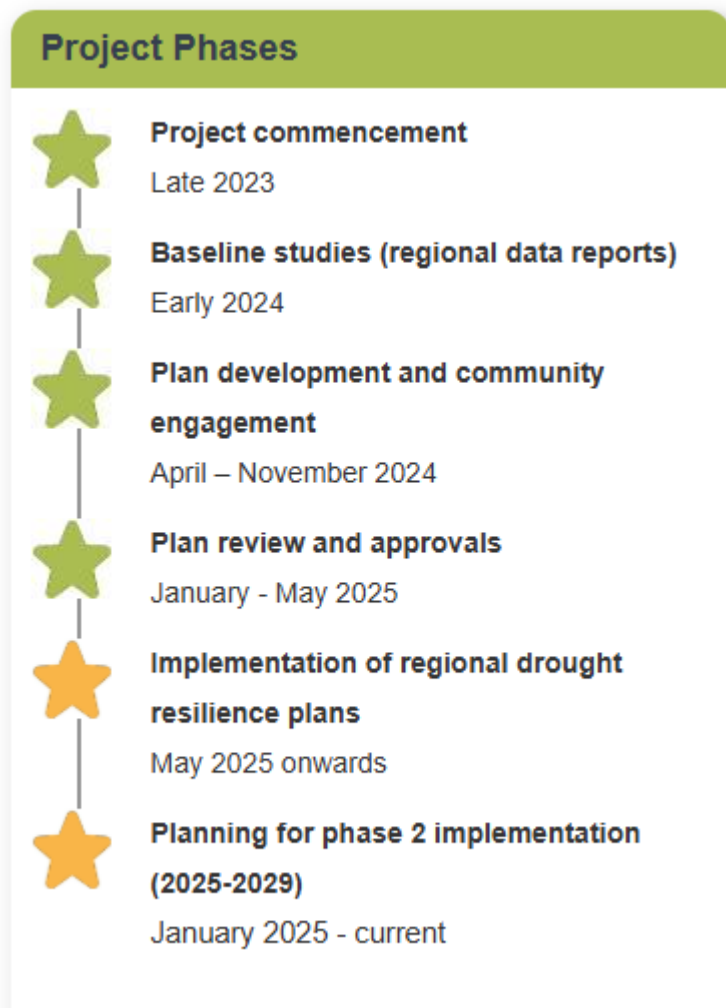 Project Phases
Project commencement
Late 2023
Baseline studies (regional data reports)
Early 2024
Plan development and community
engagement
April – November 2024
Plan review and approvals
January - May 2025
Implementation of regional drought
resilience plans
May 2025 onwards
Planning for phase 2 implementation
(2025-2029)
January 2025 - current